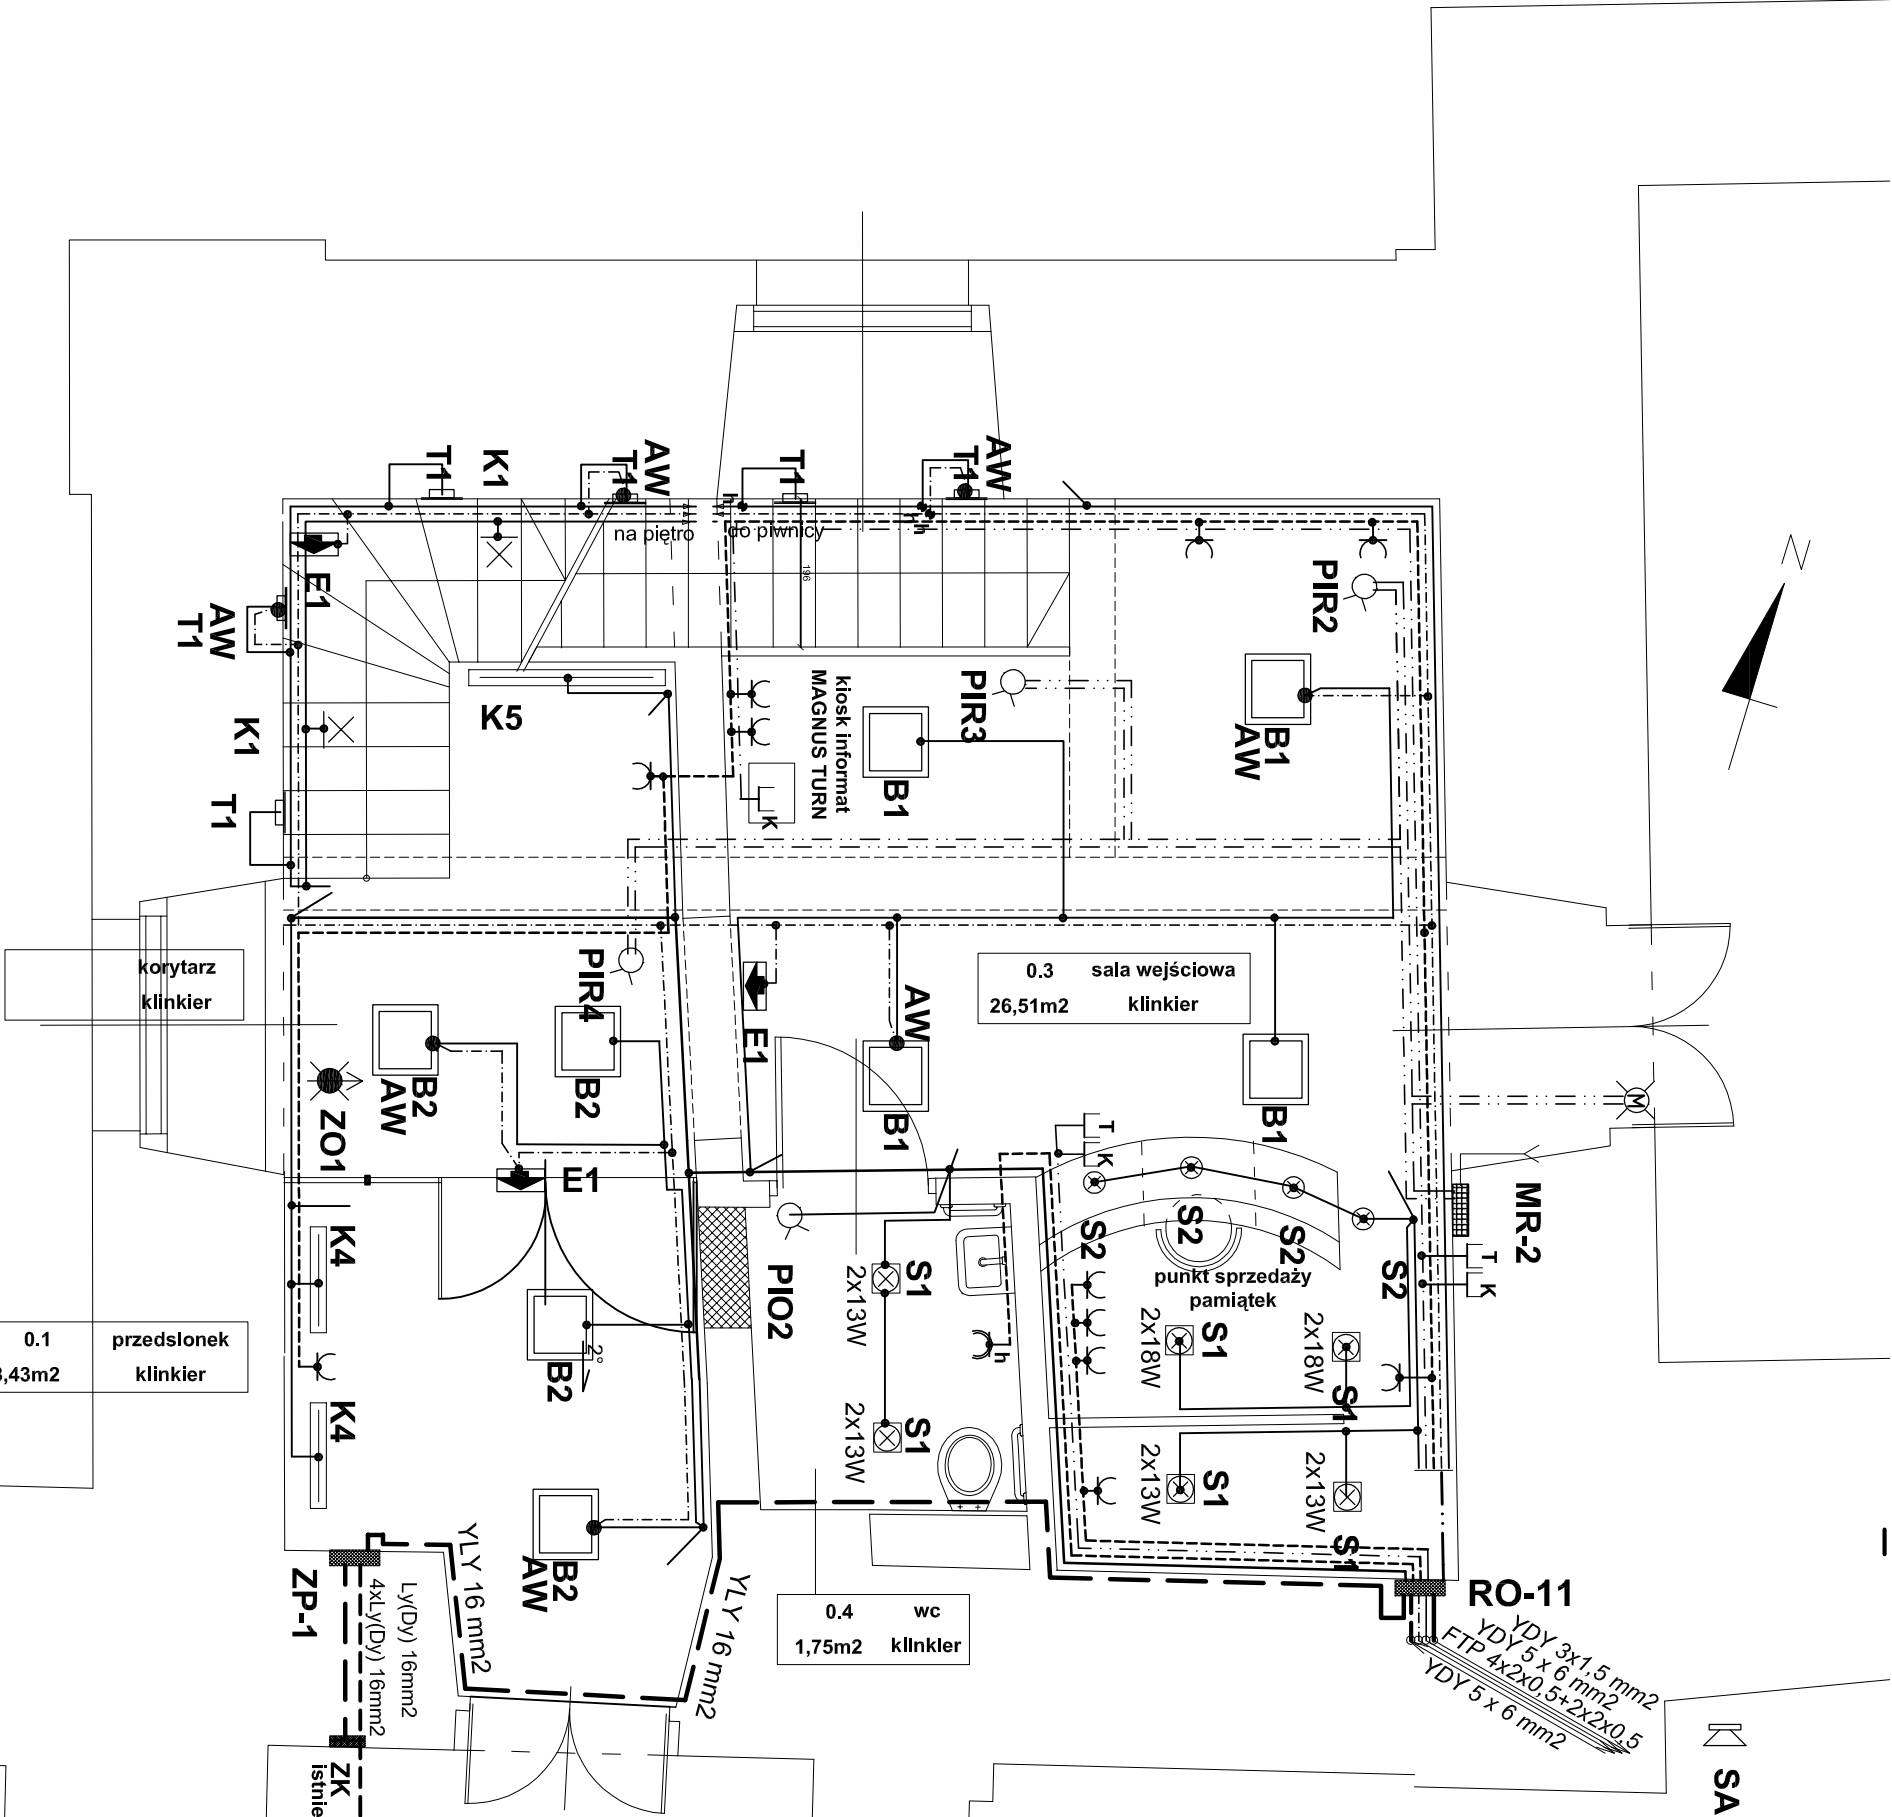 T1
K1
AW
T1
T1
AW
T1
h
h
h
na piętro
do piwnicy
196
E1
AW
T1
K1
T1
K5
kiosk informat
MAGNUS TURN
K
B1
PIR3
PIR2
B1
AW
N
korytarz
klinkier
PIR4
B2
AW
B2
ZO1
E1
E1
AW
B1
0.3 sala wejściowa
26,51m2 klinkier
B1
T
K
M
MR-2
T
K
S2
S2
S2
S2
punkt sprzedaży
pamiątek
K4
K4
B2
2°
PIO2
S1
2x13W
S1
2x13W
h
S1
2x18W
S1
2x18W
S1
2x13W
S1
2x13W
0.1 przedsionek
3,43m2 klinkier
B2
AW
YLY 16 mm2
YLY 16 mm2
ZP-1
Ly(Dy) 16mm2
4xLy(Dy) 16mm2
ZK
istnie
0.4 wc
1,75m2 klinkier
RO-11
YDY 3x1,5 mm2
YDY 5 x 6 mm2
FTP 4x2x0,5+2x2x0,5
YDY 5 x 6 mm2
SA